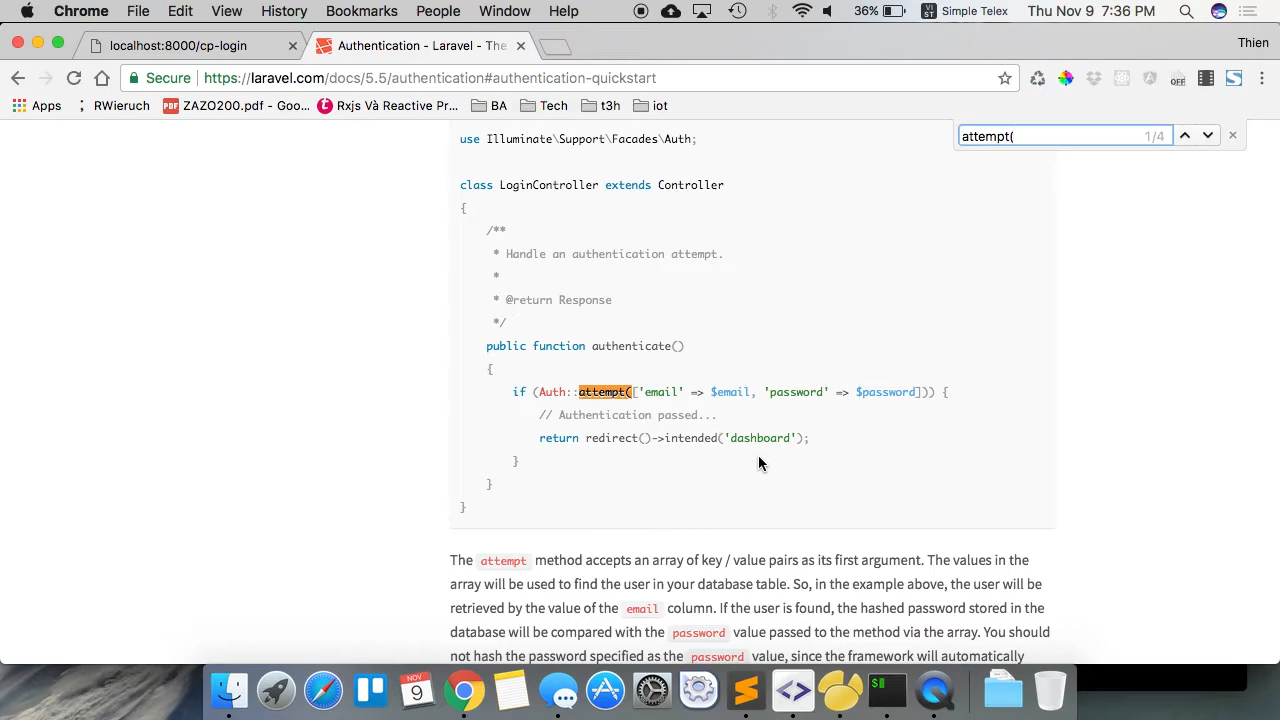 Chrome File Edit View History Bookmarks People Window Help 36% VI ST Simple Telex Thu Nov 9 7:36 PM
localhost:8000/cp-login Authentication - Laravel - The Thien
Secure https://laravel.com/docs/5.5/authentication#authentication-quickstart OFF
Apps RWieruch PDF ZAZO200.pdf - Goo... Rxjs Và Reactive Pr... BA Tech t3h iot
attempt( 1/4
use Illuminate\Support\Facades\Auth;
class LoginController extends Controller
{
/**
* Handle an authentication attempt.
*
* @return Response
*/
public function authenticate()
{
if (Auth::attempt(['email' => $email, 'password' => $password])) {
// Authentication passed...
return redirect()->intended('dashboard');
}
}
}
The attempt method accepts an array of key / value pairs as its first argument. The values in the
array will be used to find the user in your database table. So, in the example above, the user will be
retrieved by the value of the email column. If the user is found, the hashed password stored in the
database will be compared with the password value passed to the method via the array. You should
not hash the password specified as the password value, since the framework will automatically
NOV
9
$